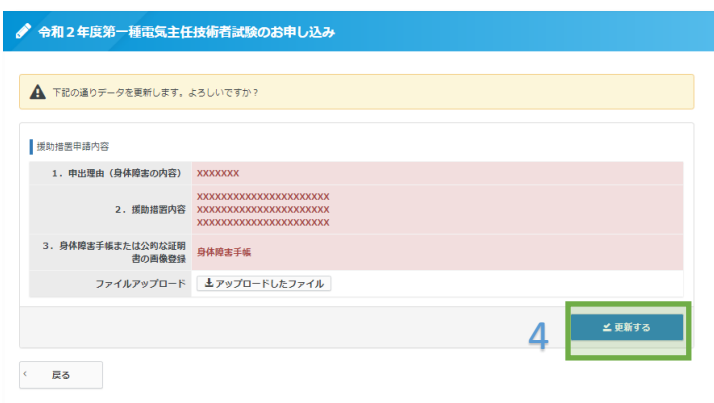 令和２年度第一種電気主任技術者試験のお申し込み
下記の通りデータを更新します。よろしいですか？
援助措置申請内容
１．申出理由（身体障害の内容） XXXXXXX
２．援助措置内容 XXXXXXXXXXXXXXXXXXXXXX
XXXXXXXXXXXXXXXXXXXXXX
XXXXXXXXXXXXXXXXXXXXXX
３．身体障害手帳または公的な証明
書の画像登録 身体障害手帳
ファイルアップロード アップロードしたファイル
4 更新する
戻る